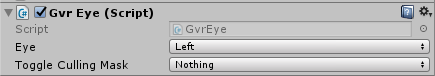 Gvr Eye (Script)
Script GvrEye
Eye Left
Toggle Culling Mask Nothing